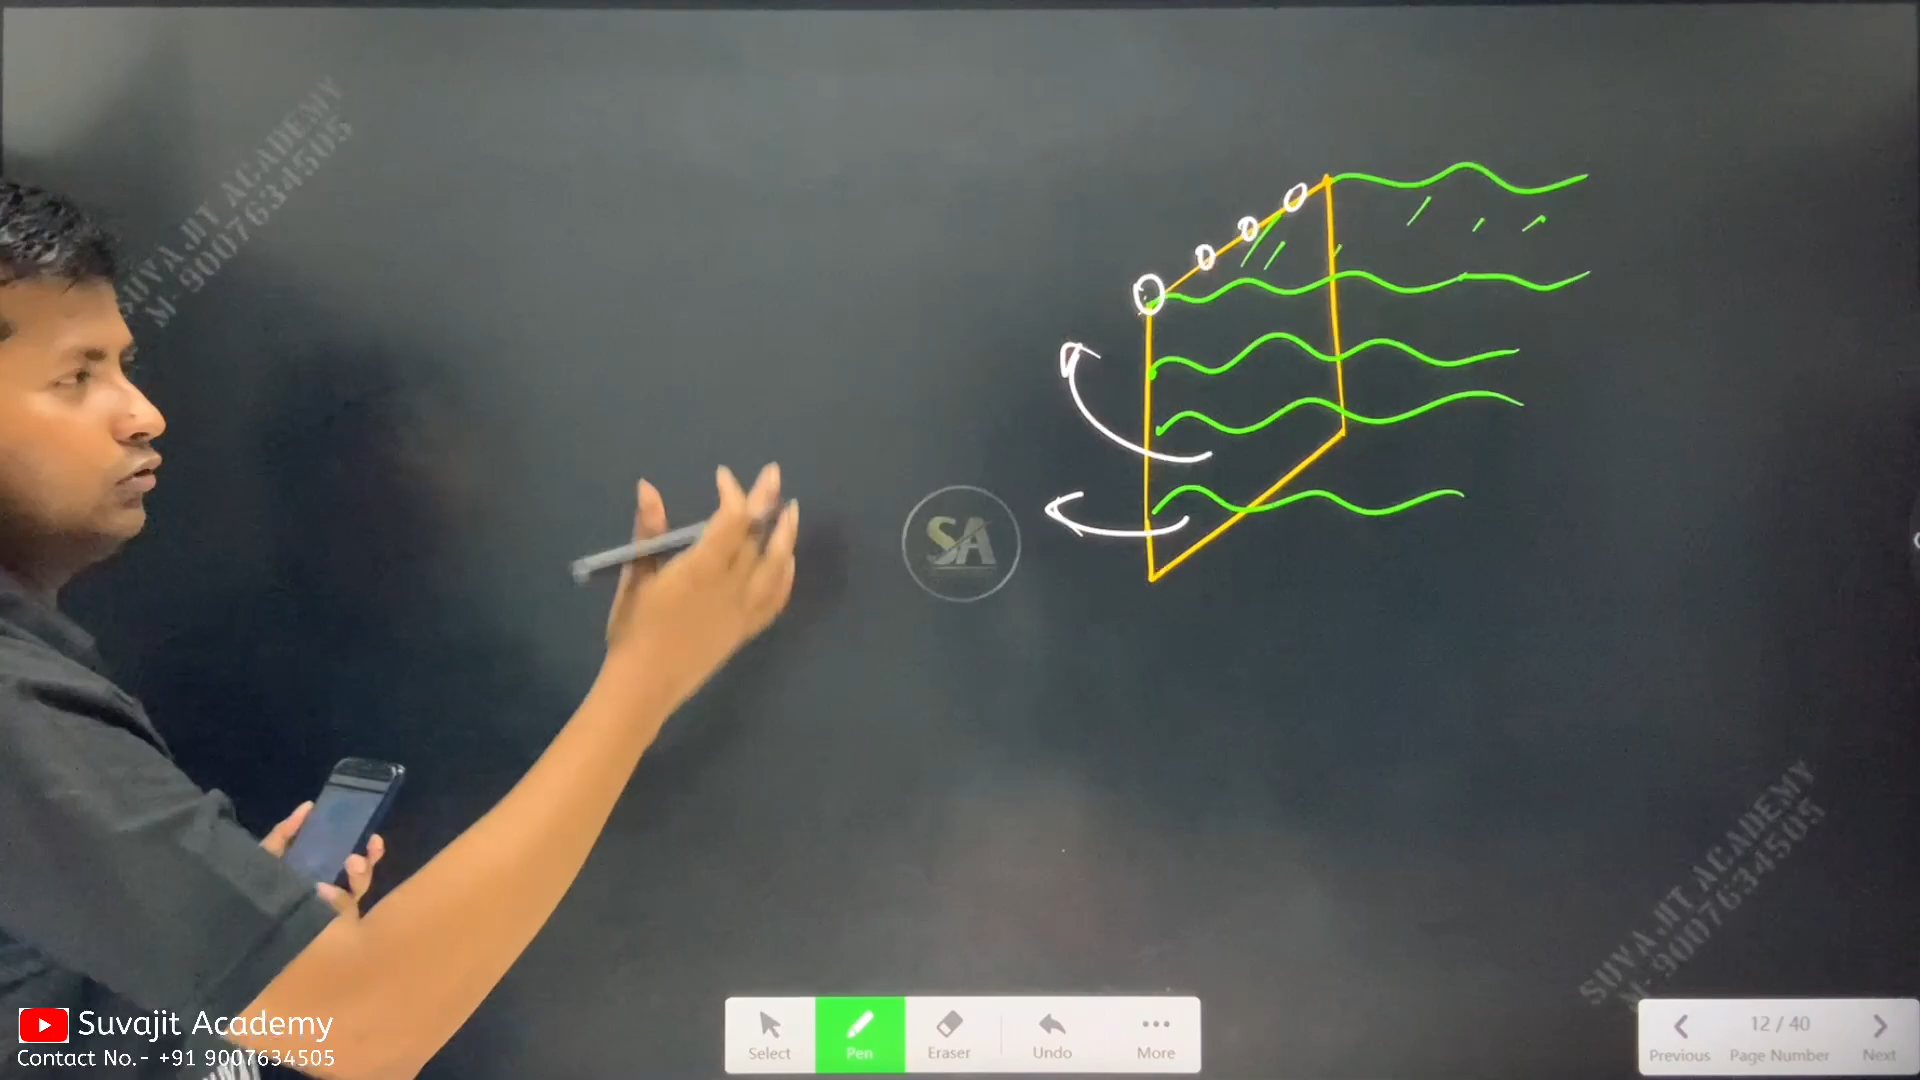 SUVAJIT ACADEMY
M- 9007634505
SA
SUVAJIT ACADEMY
M- 9007634505
Suvajit Academy
Contact No.- +91 9007634505
Select
Pen
Eraser
Undo
More
12 / 40
Previous
Page Number
Next